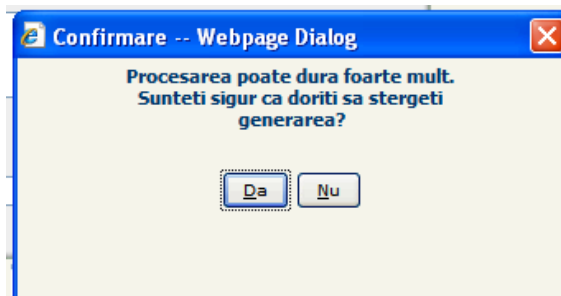 Confirmare -- Webpage Dialog
Procesarea poate dura foarte mult.
Sunteti sigur ca doriti sa stergeti
generarea?
Da Nu